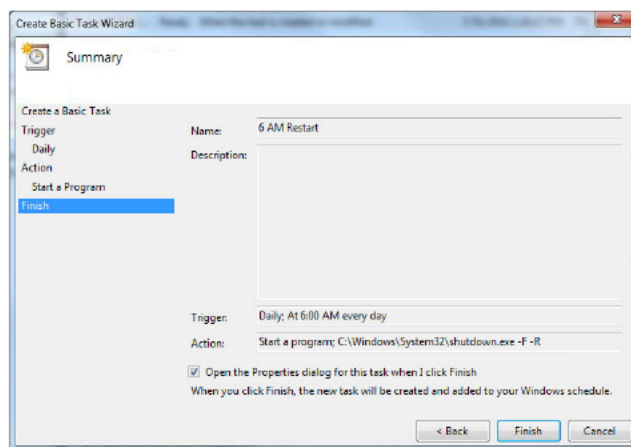 Create Basic Task Wizard
Summary
Create a Basic Task
Trigger
Daily
Action
Start a Program
Finish
Name: 6 AM Restart
Description:
Trigger: Daily; At 6:00 AM every day
Action: Start a program; C:\Windows\System32\shutdown.exe -F -R
Open the Properties dialog for this task when I click Finish
When you click Finish, the new task will be created and added to your Windows schedule.
< Back Finish Cancel